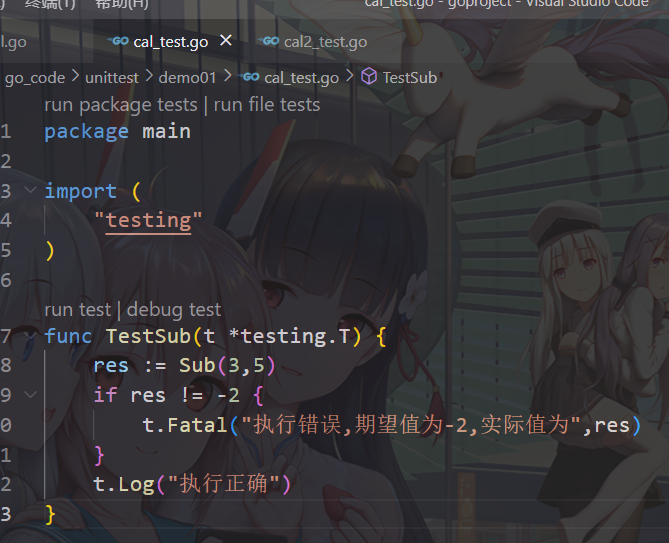 终端(T) 帮助(H) cal_test.go - goproject - Visual Studio Code
l.go cal_test.go × cal2_test.go
go_code > unittest > demo01 > cal_test.go > TestSub
run package tests | run file tests
1 package main
2
3 import (
4 "testing"
5 )
6
run test | debug test
7 func TestSub(t *testing.T) {
8 res := Sub(3,5)
9 if res != -2 {
0 t.Fatal("执行错误,期望值为-2,实际值为",res)
1 }
2 t.Log("执行正确")
3 }